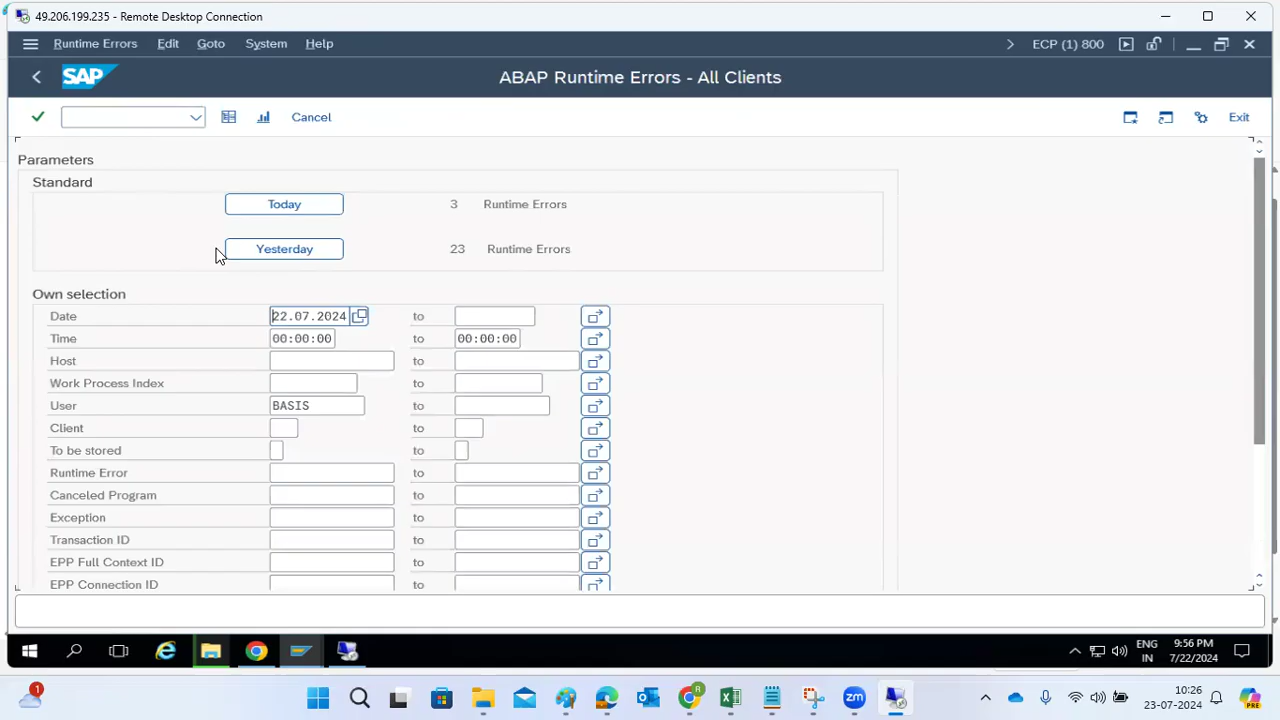 49.206.199.235 - Remote Desktop Connection
Runtime Errors Edit Goto System Help ECP (1) 800
SAP ABAP Runtime Errors - All Clients
Cancel Exit
Parameters
Standard
Today 3 Runtime Errors
Yesterday 23 Runtime Errors
Own selection
Date 22.07.2024 to
Time 00:00:00 to 00:00:00
Host to
Work Process Index to
User BASIS to
Client to
To be stored to
Runtime Error to
Canceled Program to
Exception to
Transaction ID to
EPP Full Context ID to
EPP Connection ID to
ENG 9:56 PM
IN 7/22/2024
1 R zm 10:26 PRE
23-07-2024